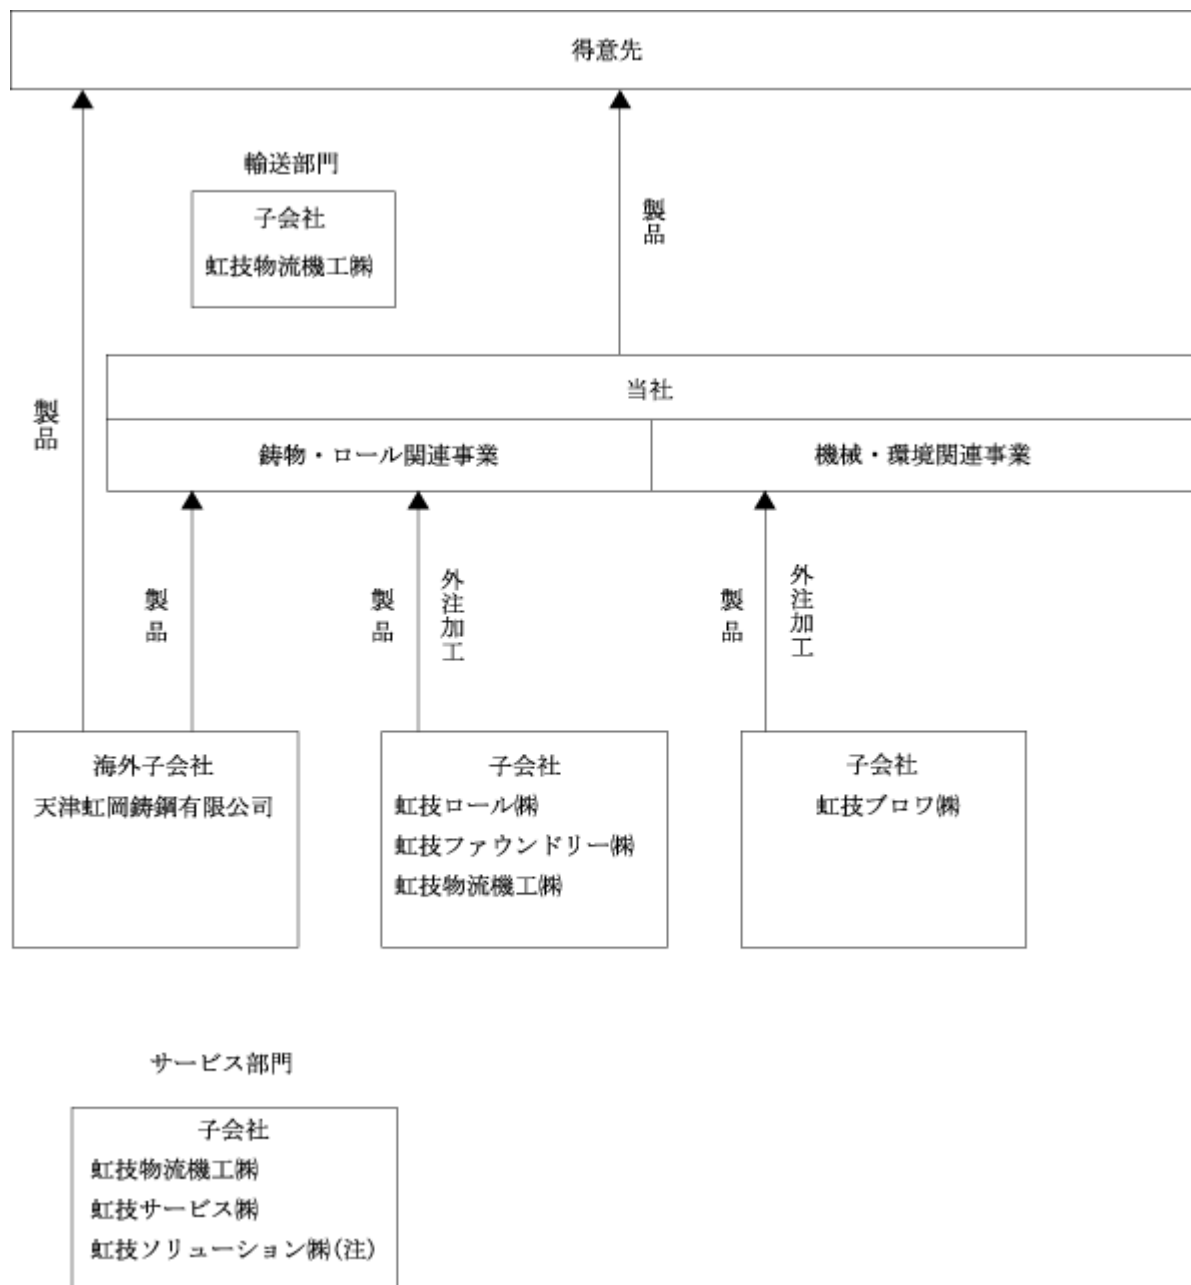 得意先
輸送部門
子会社
虹技物流機工㈱
製品
製品
当社
鋳物・ロール関連事業
機械・環境関連事業
製品
製品
外注加工
製品
外注加工
海外子会社
天津虹岡鋳鋼有限公司
子会社
虹技ロール㈱
虹技ファウンドリー㈱
虹技物流機工㈱
子会社
虹技ブロワ㈱
サービス部門
子会社
虹技物流機工㈱
虹技サービス㈱
虹技ソリューション㈱(注)